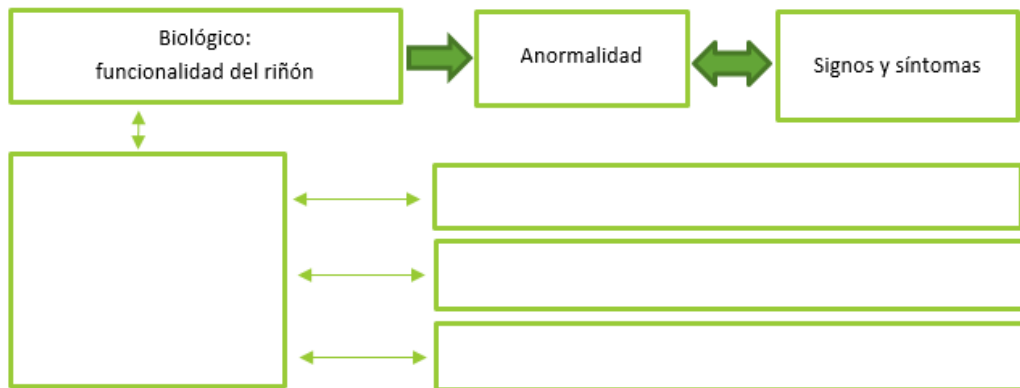 Biológico:
funcionalidad del riñón
Anormalidad
Signos y síntomas